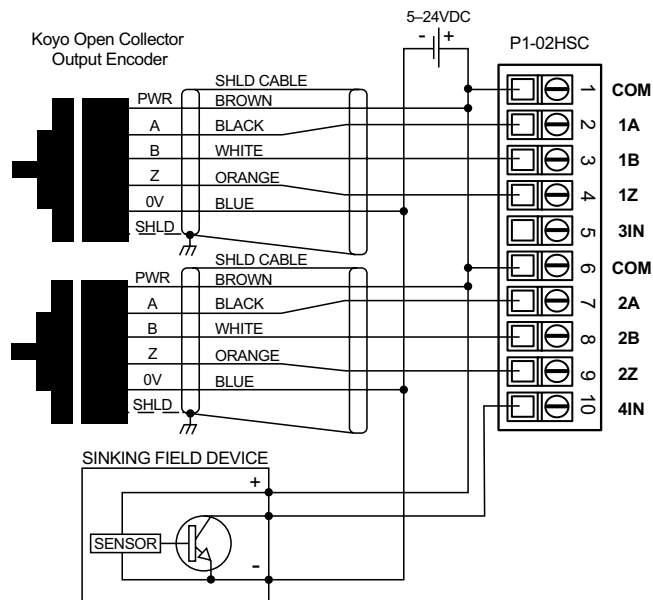 5–24VDC
- +
Koyo Open Collector
Output Encoder
P1-02HSC
SHLD CABLE
PWR BROWN
A BLACK
B WHITE
Z ORANGE
0V BLUE
SHLD
SHLD CABLE
PWR BROWN
A BLACK
B WHITE
Z ORANGE
0V BLUE
SHLD
1 COM
2 1A
3 1B
4 1Z
5 3IN
6 COM
7 2A
8 2B
9 2Z
10 4IN
SINKING FIELD DEVICE
+
SENSOR
-